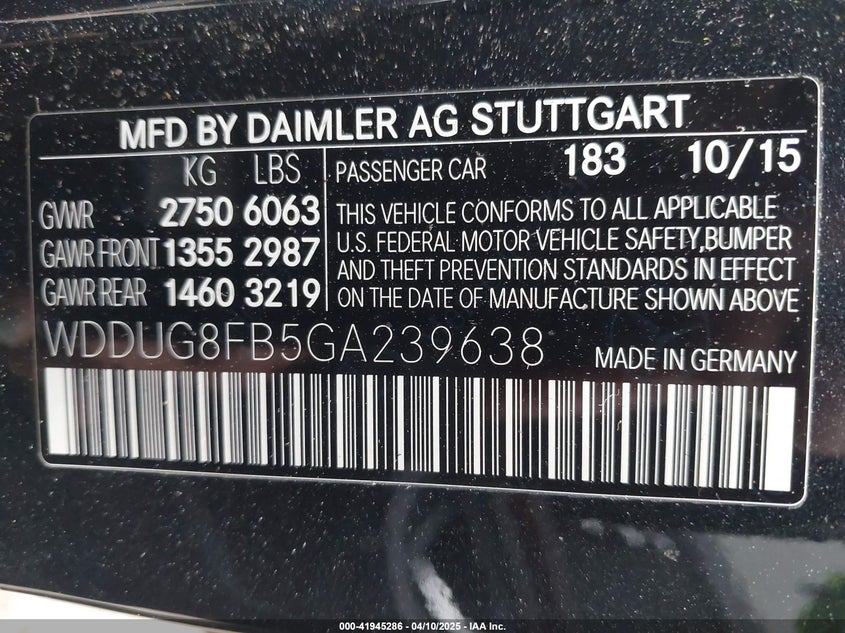 MFD BY DAIMLER AG STUTTGART
KG LBS PASSENGER CAR 183 10/15
GVWR 2750 6063 THIS VEHICLE CONFORMS TO ALL APPLICABLE
GAWR FRONT 1355 2987 U.S. FEDERAL MOTOR VEHICLE SAFETY,BUMPER
GAWR REAR 1460 3219 AND THEFT PREVENTION STANDARDS IN EFFECT
ON THE DATE OF MANUFACTURE SHOWN ABOVE
WDDUG8FB5GA239638 MADE IN GERMANY
000-41945286 - 04/10/2025 - IAA Inc.